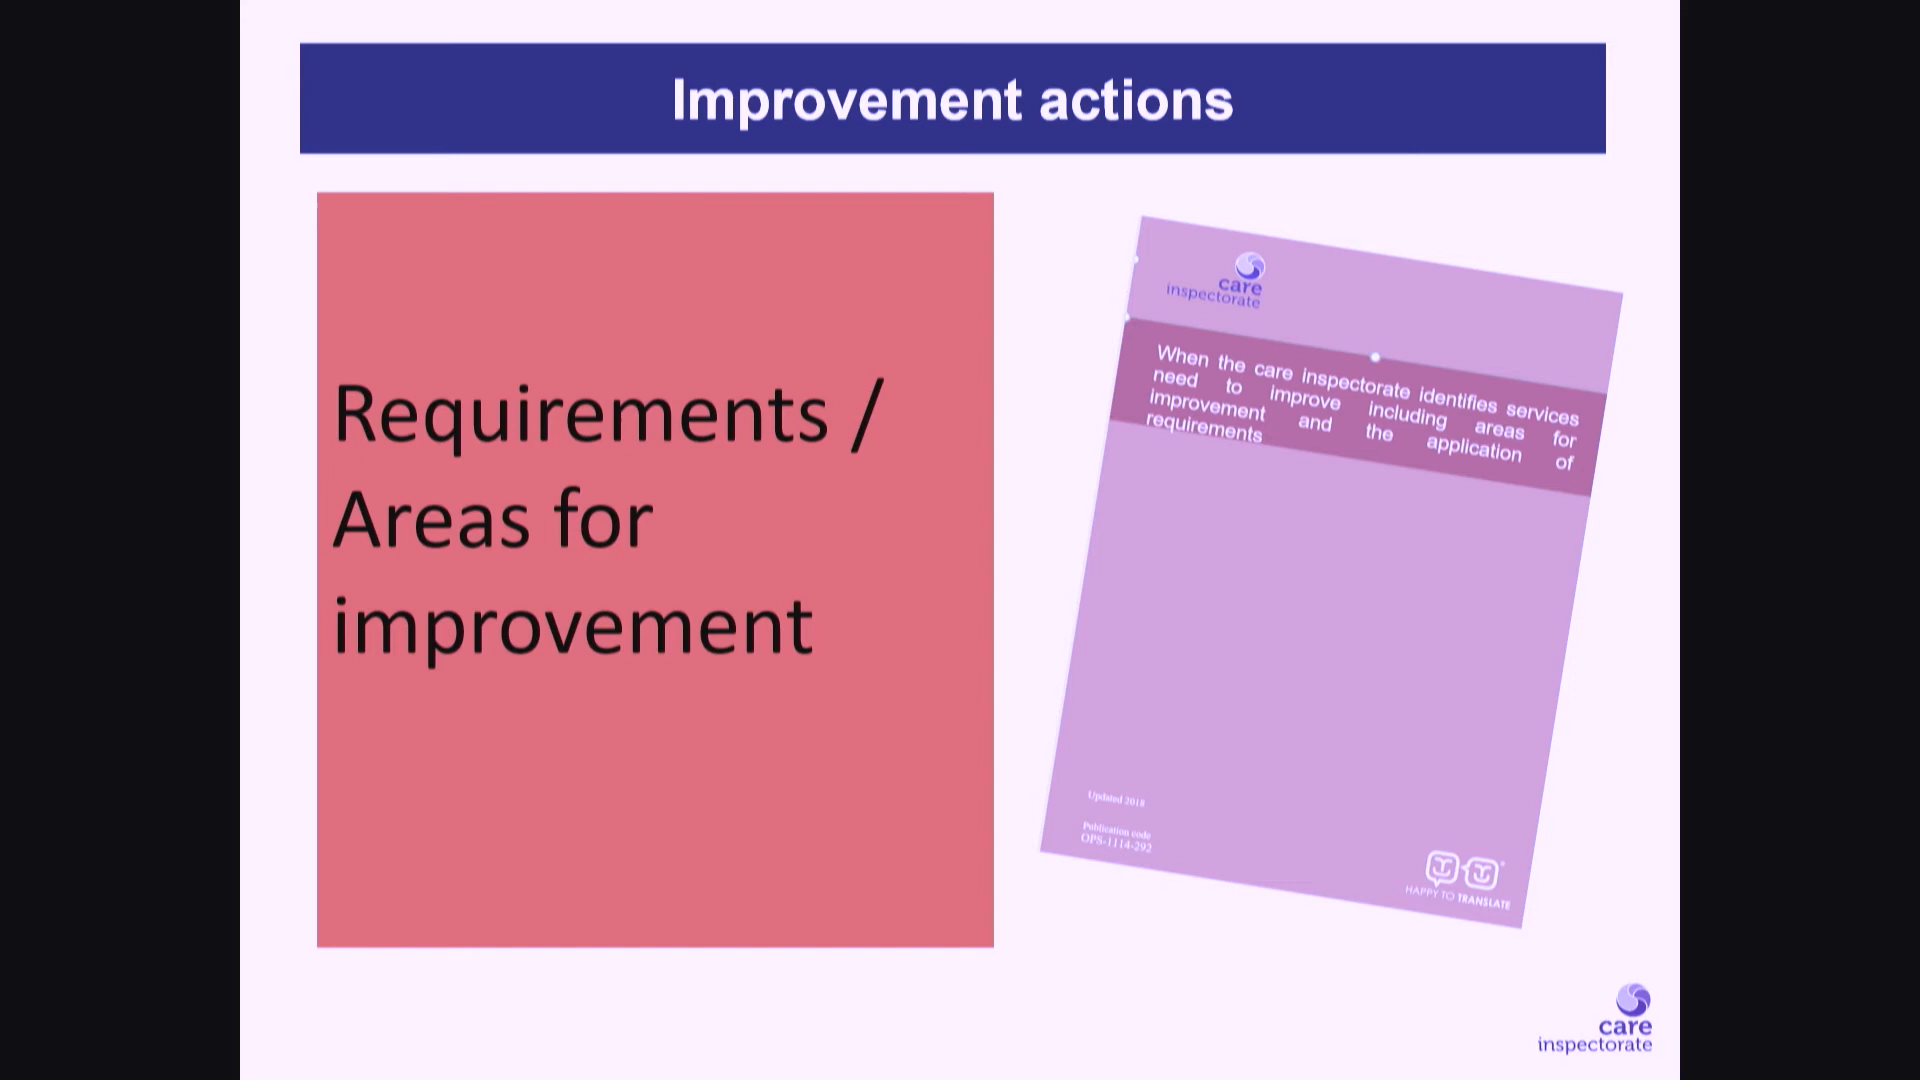 Improvement actions
Requirements /
Areas for
improvement
care
inspectorate
When the care inspectorate identifies services
need to improve including areas for
improvement and the application of
requirements
Updated 2018
Publication code
OPS-1114-292
HAPPY TO TRANSLATE
care
inspectorate